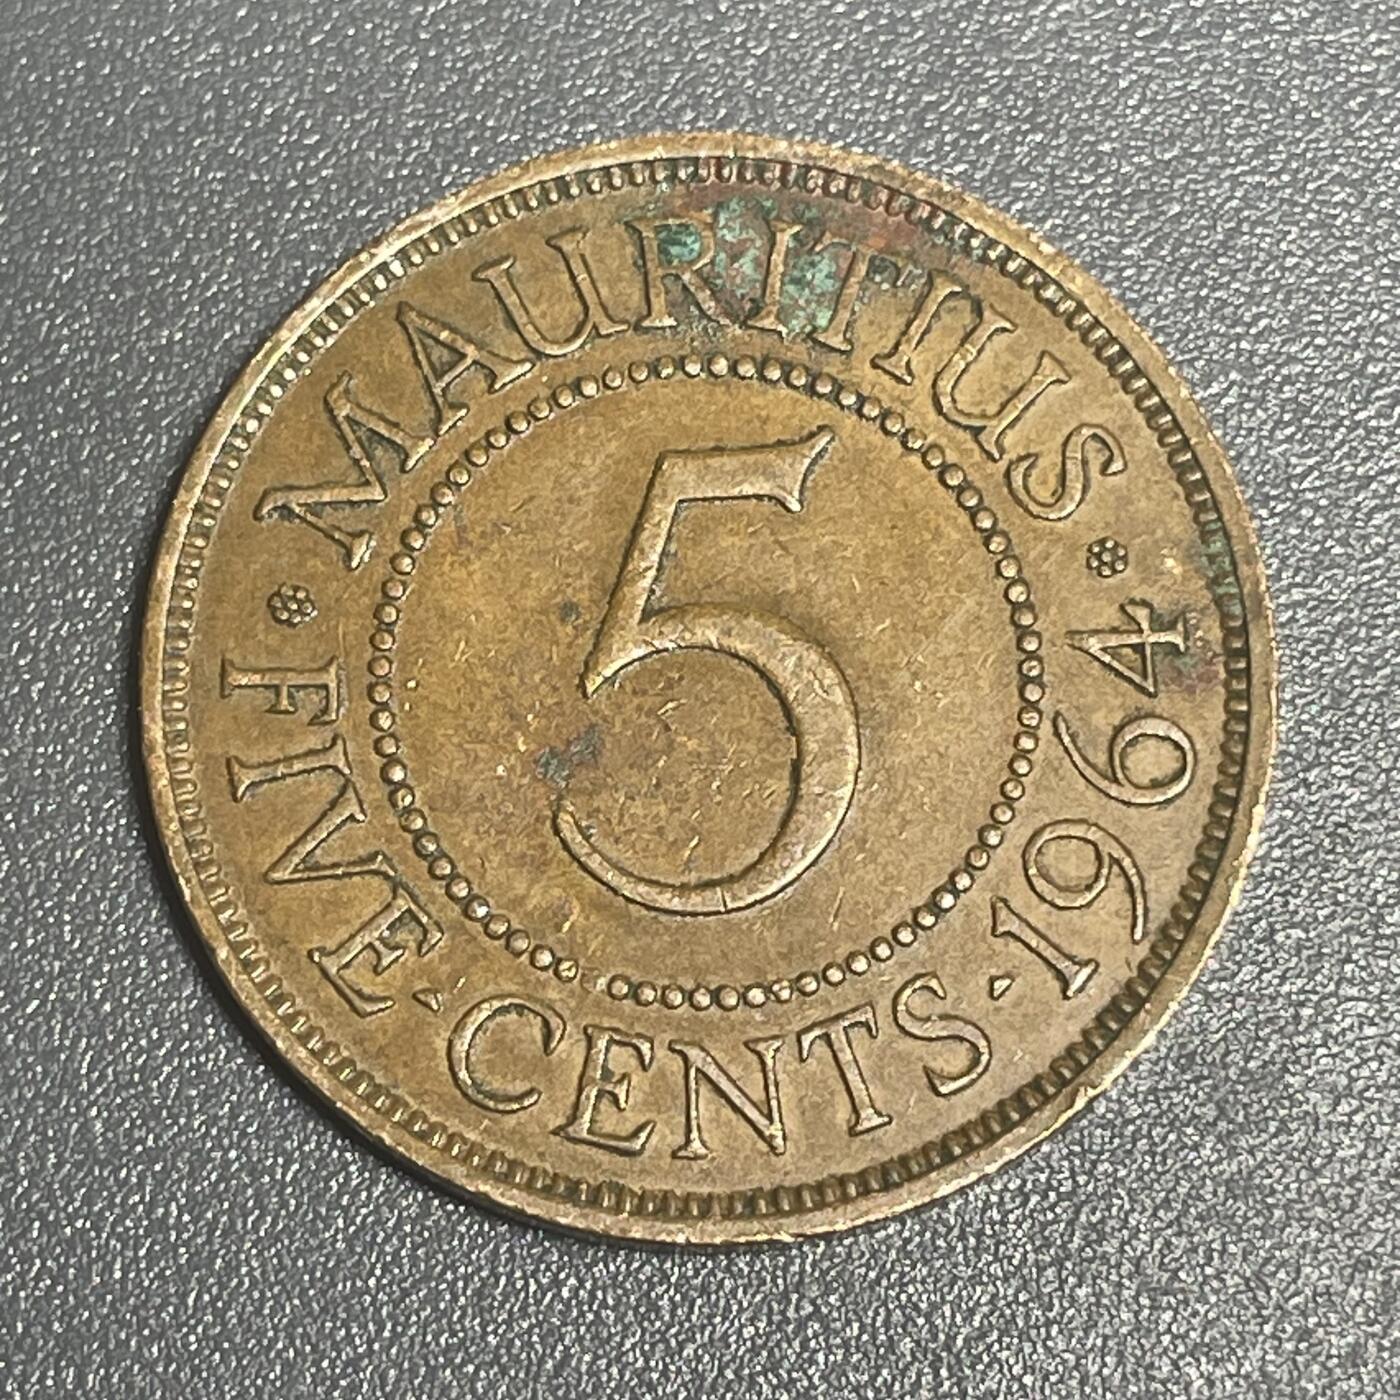 MAURITIUS
5
FIVE · CENTS · 1964